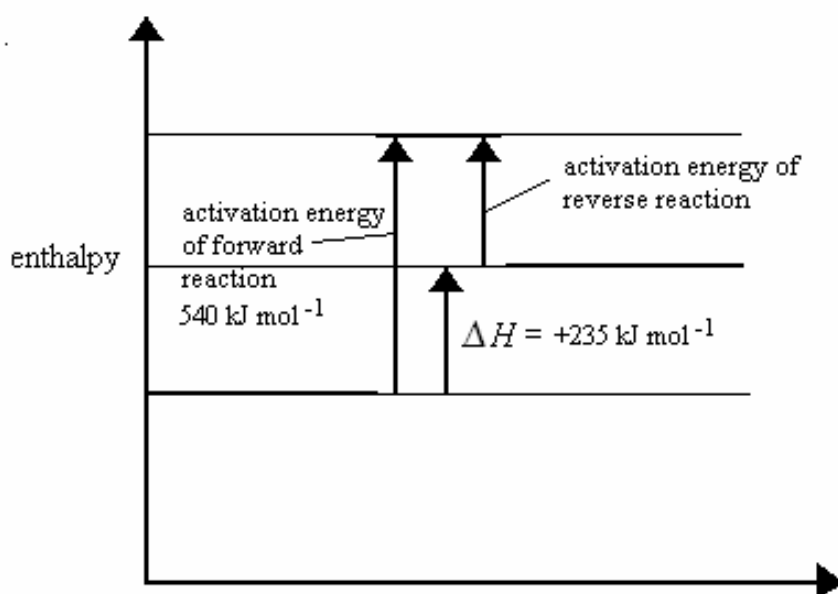 activation energy of
reverse reaction
activation energy
of forward
reaction
540 kJ mol⁻¹
enthalpy
Δ H = +235 kJ mol⁻¹